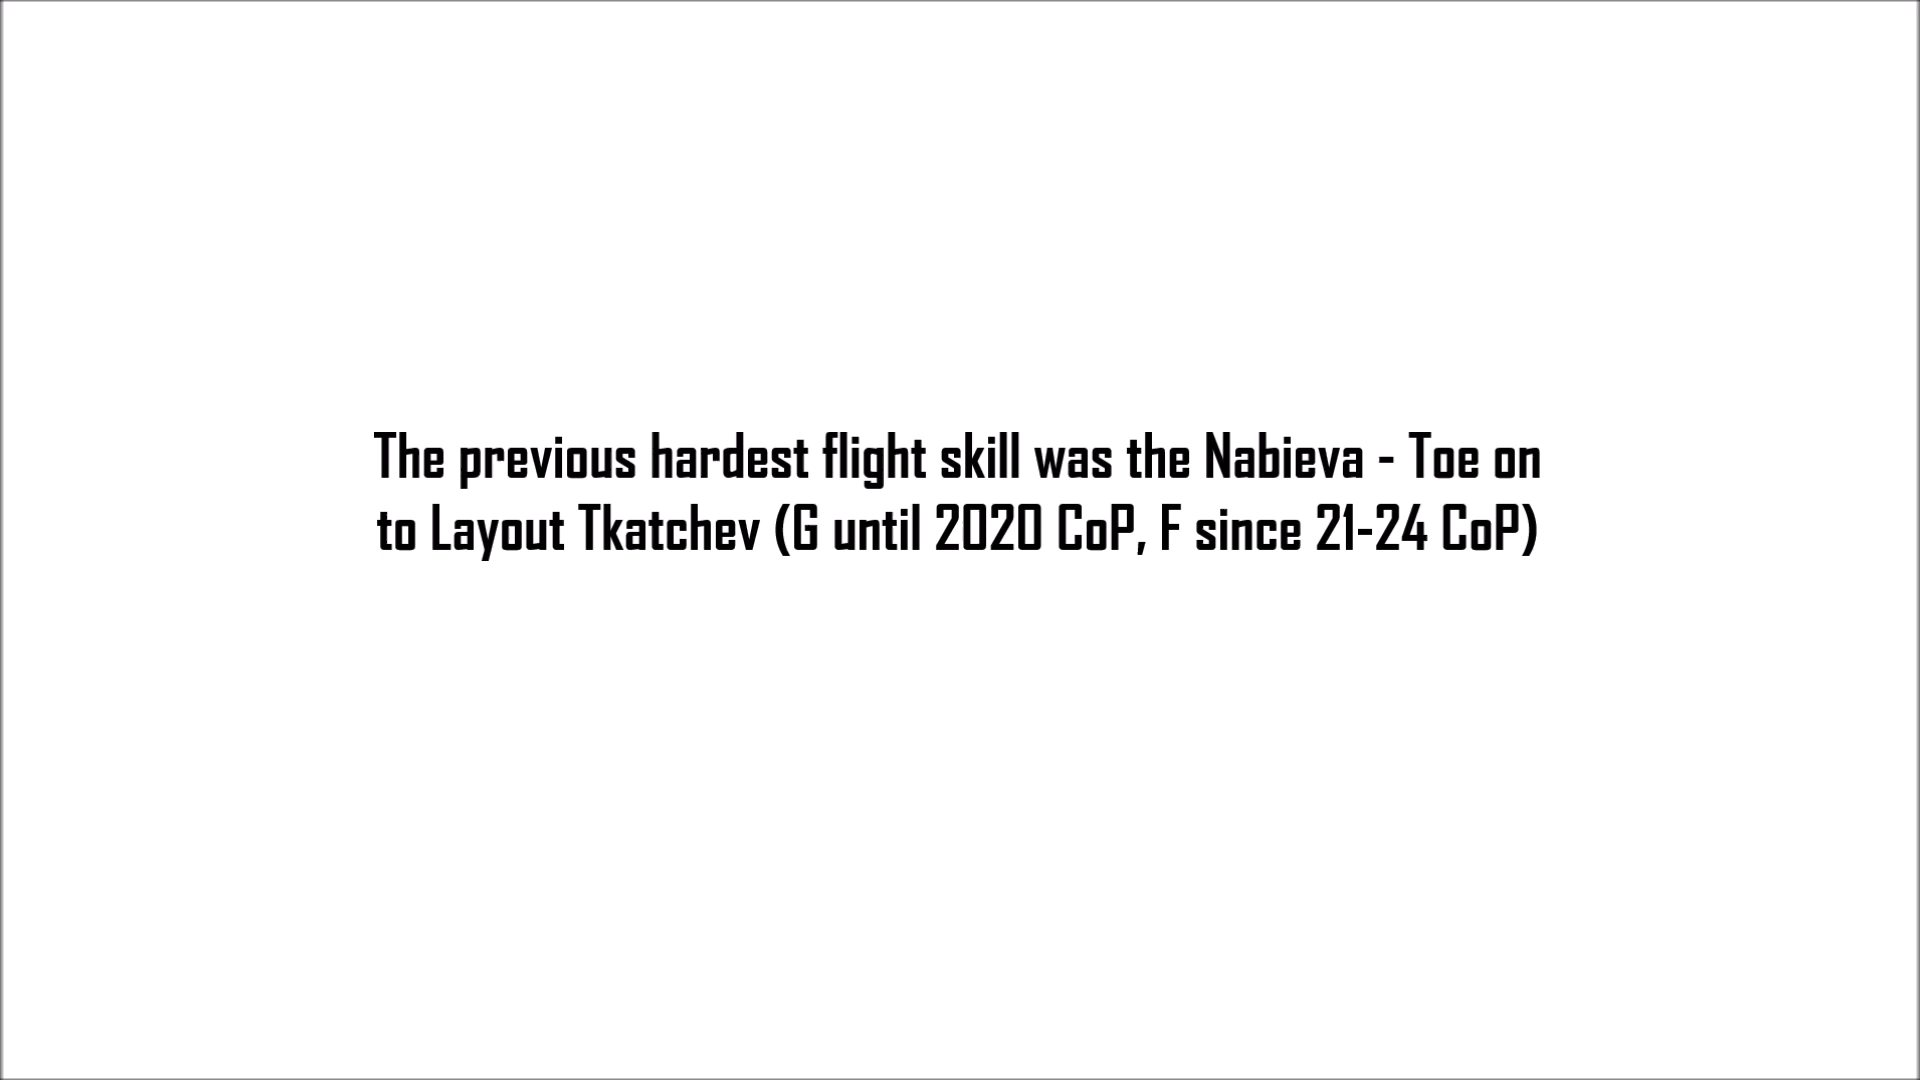 The previous hardest flight skill was the Nabieva - Toe on
to Layout Tkatchev (G until 2020 CoP, F since 21-24 CoP)